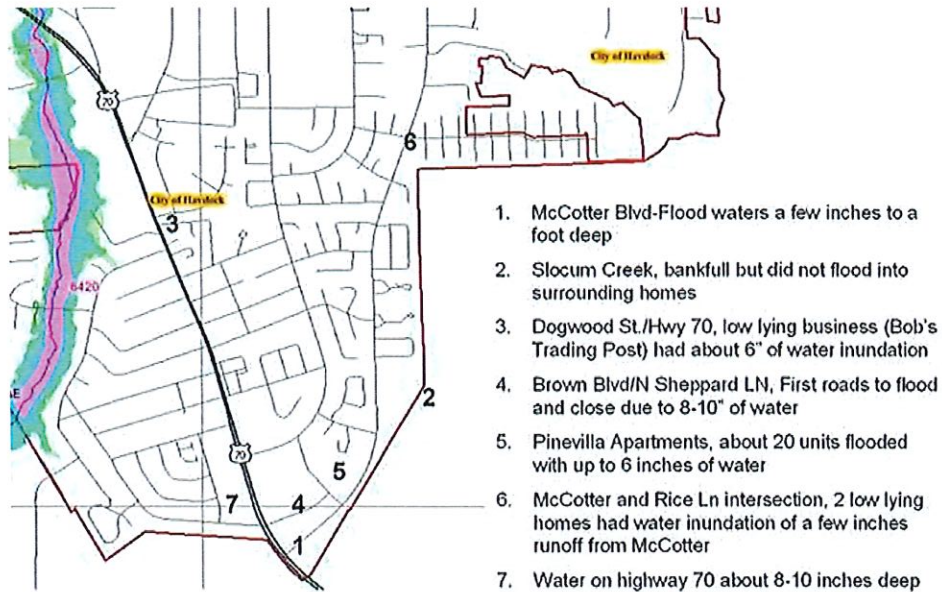 City of Havelock
70
6
City of Havelock
3
6420
AE
2
70
5
7
4
1
1. McCotter Blvd-Flood waters a few inches to a
foot deep
2. Slocum Creek, bankfull but did not flood into
surrounding homes
3. Dogwood St./Hwy 70, low lying business (Bob's
Trading Post) had about 6" of water inundation
4. Brown Blvd/N Sheppard LN, First roads to flood
and close due to 8-10" of water
5. Pinevilla Apartments, about 20 units flooded
with up to 6 inches of water
6. McCotter and Rice Ln intersection, 2 low lying
homes had water inundation of a few inches
runoff from McCotter
7. Water on highway 70 about 8-10 inches deep